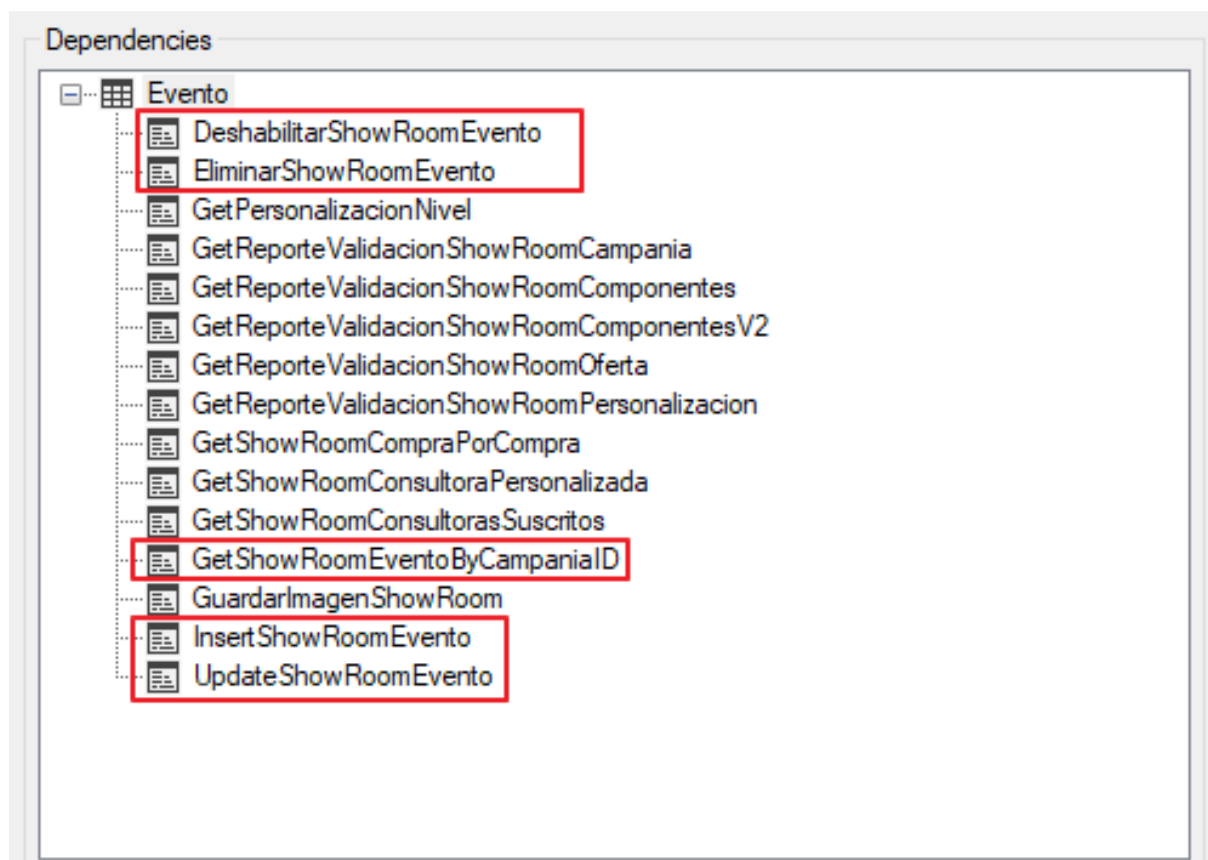 Dependencies
Evento
DeshabilitarShowRoomEvento
EliminarShowRoomEvento
GetPersonalizacionNivel
GetReporteValidacionShowRoomCampania
GetReporteValidacionShowRoomComponentes
GetReporteValidacionShowRoomComponentesV2
GetReporteValidacionShowRoomOferta
GetReporteValidacionShowRoomPersonalizacion
GetShowRoomCompraPorCompra
GetShowRoomConsultoraPersonalizada
GetShowRoomConsultorasSuscritos
GetShowRoomEventoByCampaniaID
GuardarImagenShowRoom
InsertShowRoomEvento
UpdateShowRoomEvento